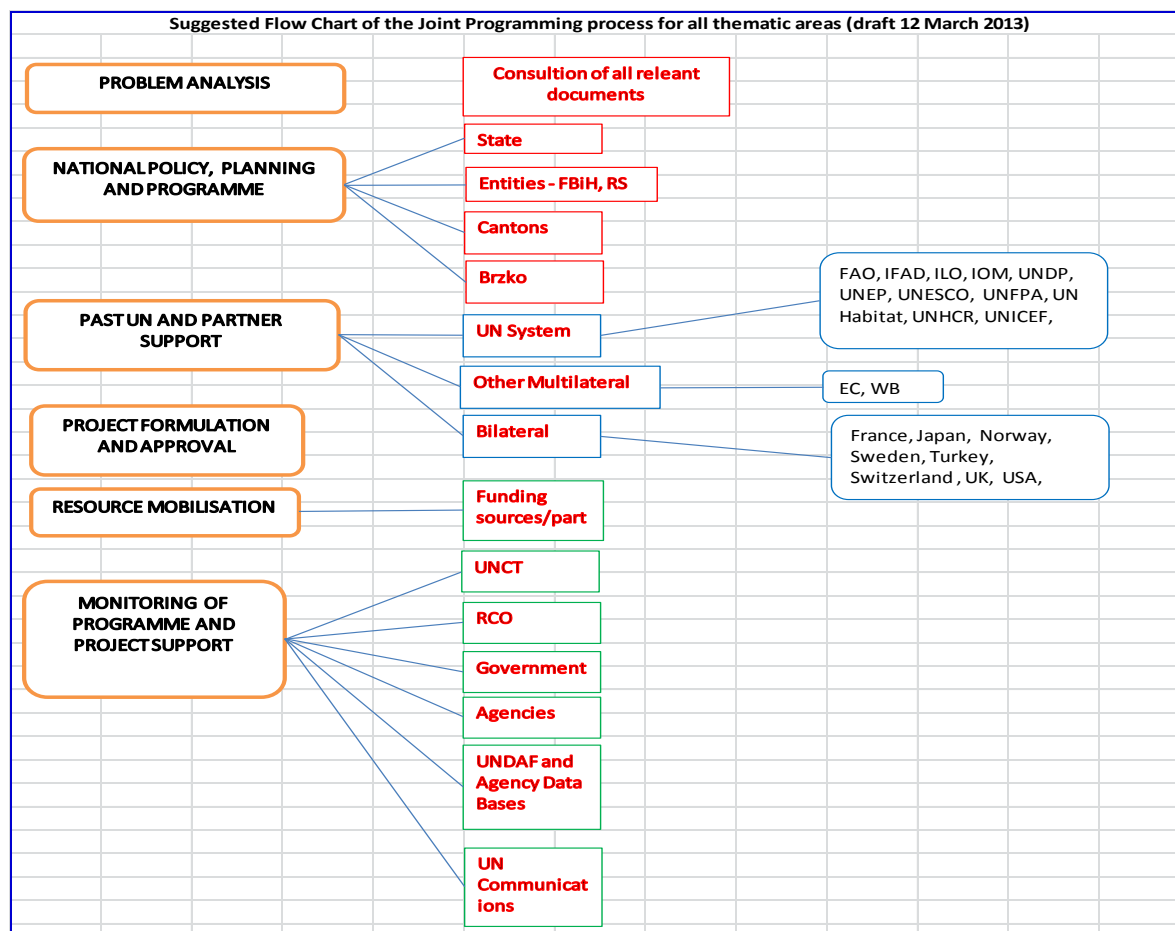 Suggested Flow Chart of the Joint Programming process for all thematic areas (draft 12 March 2013)
PROBLEM ANALYSIS
Consultion of all releant
documents
NATIONAL POLICY, PLANNING
AND PROGRAMME
State
Entities - FBiH, RS
Cantons
Brzko
PAST UN AND PARTNER
SUPPORT
UN System
FAO, IFAD, ILO, IOM, UNDP,
UNEP, UNESCO, UNFPA, UN
Habitat, UNHCR, UNICEF,
Other Multilateral
EC, WB
Bilateral
France, Japan, Norway,
Sweden, Turkey,
Switzerland , UK, USA,
PROJECT FORMULATION
AND APPROVAL
RESOURCE MOBILISATION
Funding
sources/part
MONITORING OF
PROGRAMME AND
PROJECT SUPPORT
UNCT
RCO
Government
Agencies
UNDAF and
Agency Data
Bases
UN
Communicat
ions